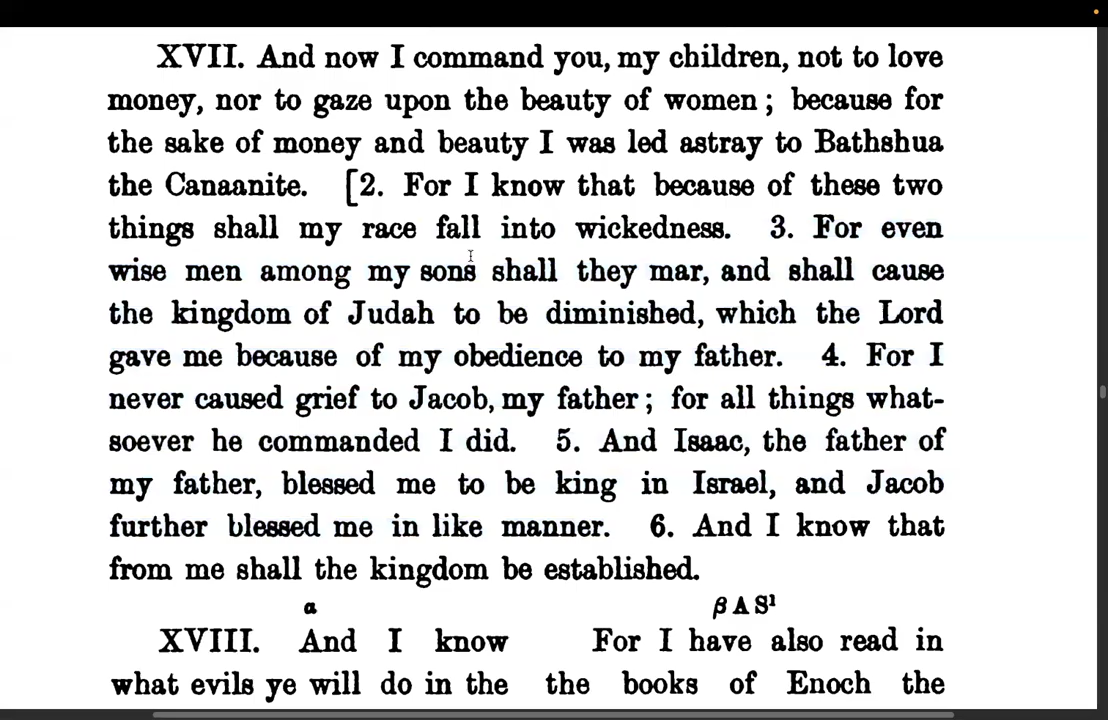 XVII. And now I command you, my children, not to love
money, nor to gaze upon the beauty of women; because for
the sake of money and beauty I was led astray to Bathshua
the Canaanite. [2. For I know that because of these two
things shall my race fall into wickedness. 3. For even
wise men among my sons shall they mar, and shall cause
the kingdom of Judah to be diminished, which the Lord
gave me because of my obedience to my father. 4. For I
never caused grief to Jacob, my father; for all things what-
soever he commanded I did. 5. And Isaac, the father of
my father, blessed me to be king in Israel, and Jacob
further blessed me in like manner. 6. And I know that
from me shall the kingdom be established.
α
XVIII. And I know
what evils ye will do in the
β A S¹
For I have also read in
the books of Enoch the